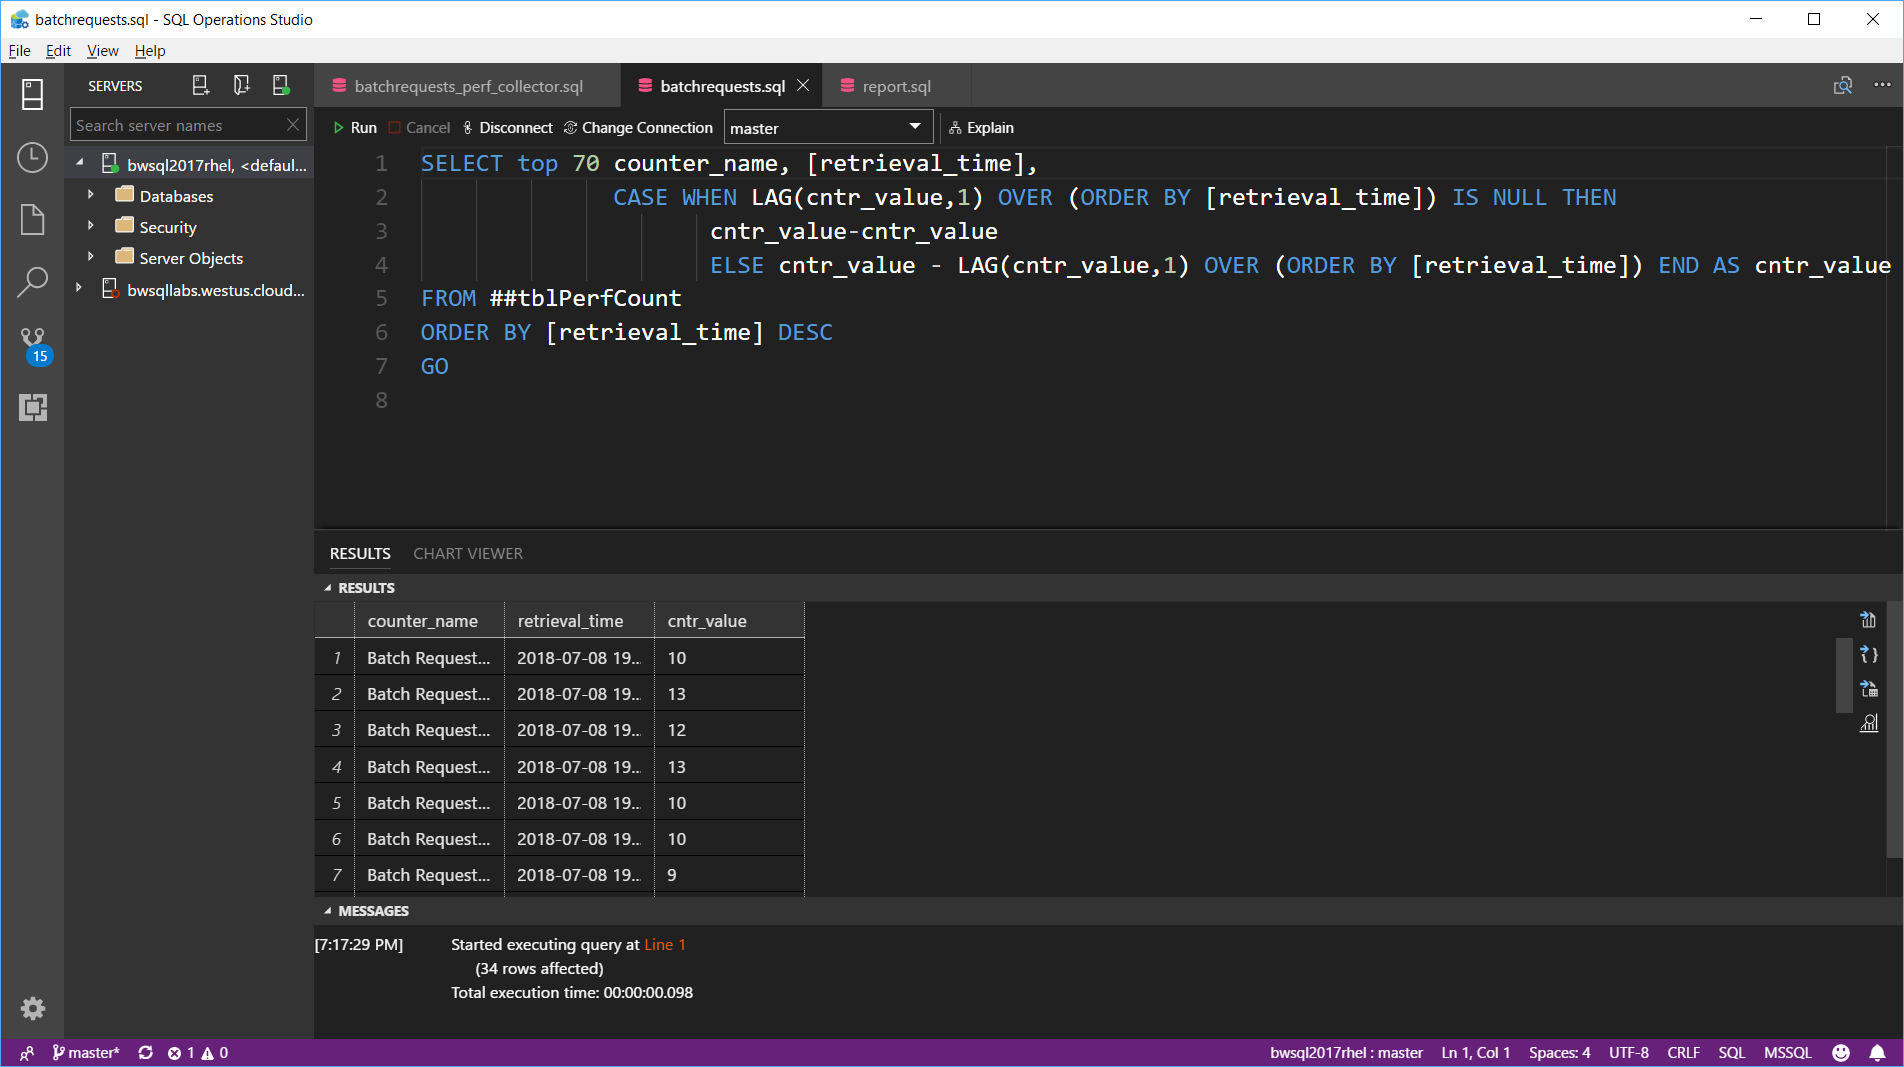 batchrequests.sql - SQL Operations Studio
File Edit View Help
SERVERS
Search server names
bwsql2017rhel, <defaul...
Databases
Security
Server Objects
bwsqllabs.westus.cloud...
15
batchrequests_perf_collector.sql batchrequests.sql report.sql
Run Cancel Disconnect Change Connection master Explain
1 SELECT top 70 counter_name, [retrieval_time],
2 CASE WHEN LAG(cntr_value,1) OVER (ORDER BY [retrieval_time]) IS NULL THEN
3 cntr_value-cntr_value
4 ELSE cntr_value - LAG(cntr_value,1) OVER (ORDER BY [retrieval_time]) END AS cntr_value
5 FROM ##tblPerfCount
6 ORDER BY [retrieval_time] DESC
7 GO
8
RESULTS CHART VIEWER
RESULTS
counter_name retrieval_time cntr_value
1 Batch Request... 2018-07-08 19... 10
2 Batch Request... 2018-07-08 19... 13
3 Batch Request... 2018-07-08 19... 12
4 Batch Request... 2018-07-08 19... 13
5 Batch Request... 2018-07-08 19... 10
6 Batch Request... 2018-07-08 19... 10
7 Batch Request... 2018-07-08 19... 9
MESSAGES
[7:17:29 PM] Started executing query at Line 1
(34 rows affected)
Total execution time: 00:00:00.098
master* 1 0 bwsql2017rhel : master Ln 1, Col 1 Spaces: 4 UTF-8 CRLF SQL MSSQL